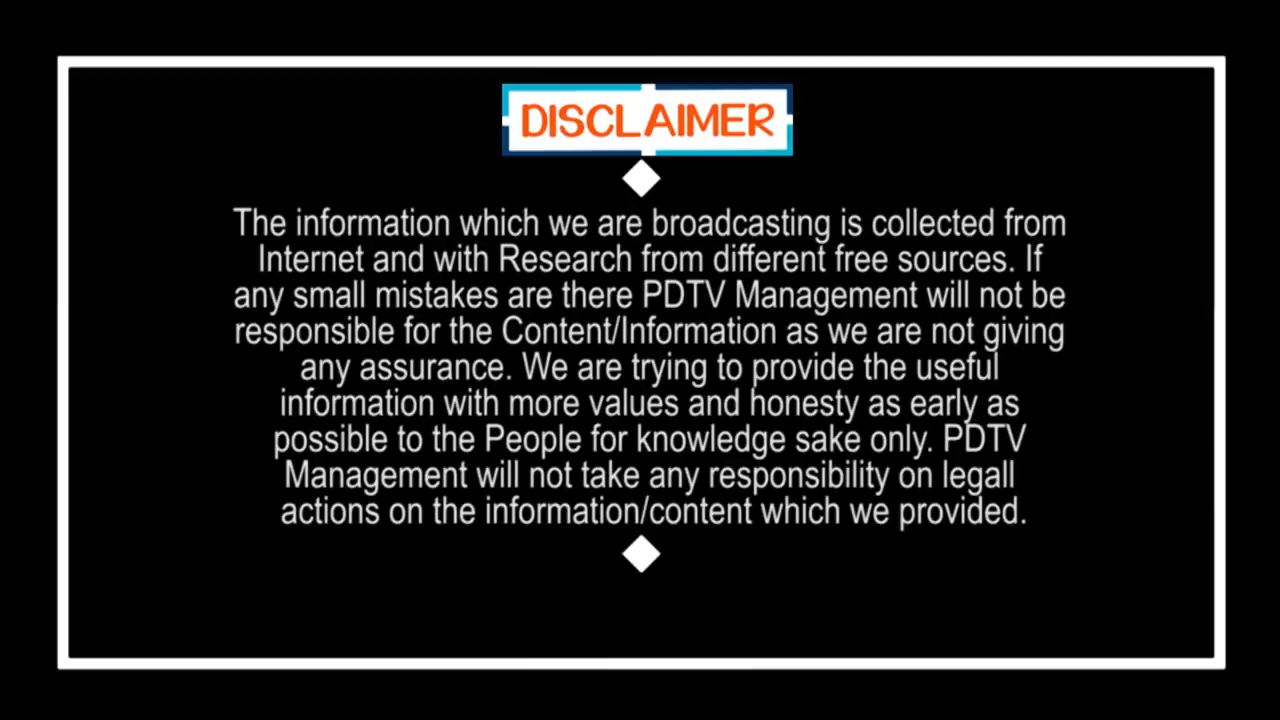 DISCLAIMER
The information which we are broadcasting is collected from
Internet and with Research from different free sources. If
any small mistakes are there PDTV Management will not be
responsible for the Content/Information as we are not giving
any assurance. We are trying to provide the useful
information with more values and honesty as early as
possible to the People for knowledge sake only. PDTV
Management will not take any responsibility on legall
actions on the information/content which we provided.